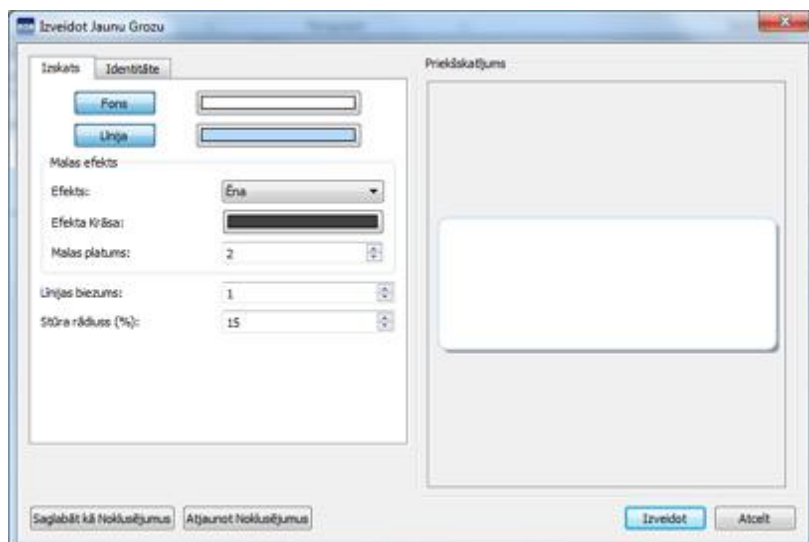 Izveidot Jaunu Grozu
Izskats
Identitāte
Fons
Līnija
Malas efekts
Efekts:
Ēna
Efekta Krāsa:
Malas platums:
2
Līnijas biezums:
1
Stūra rādiuss (%):
15
Priekšskatījums
Saglabāt kā Noklusējumus
Atjaunot Noklusējumus
Izveidot
Atcelt